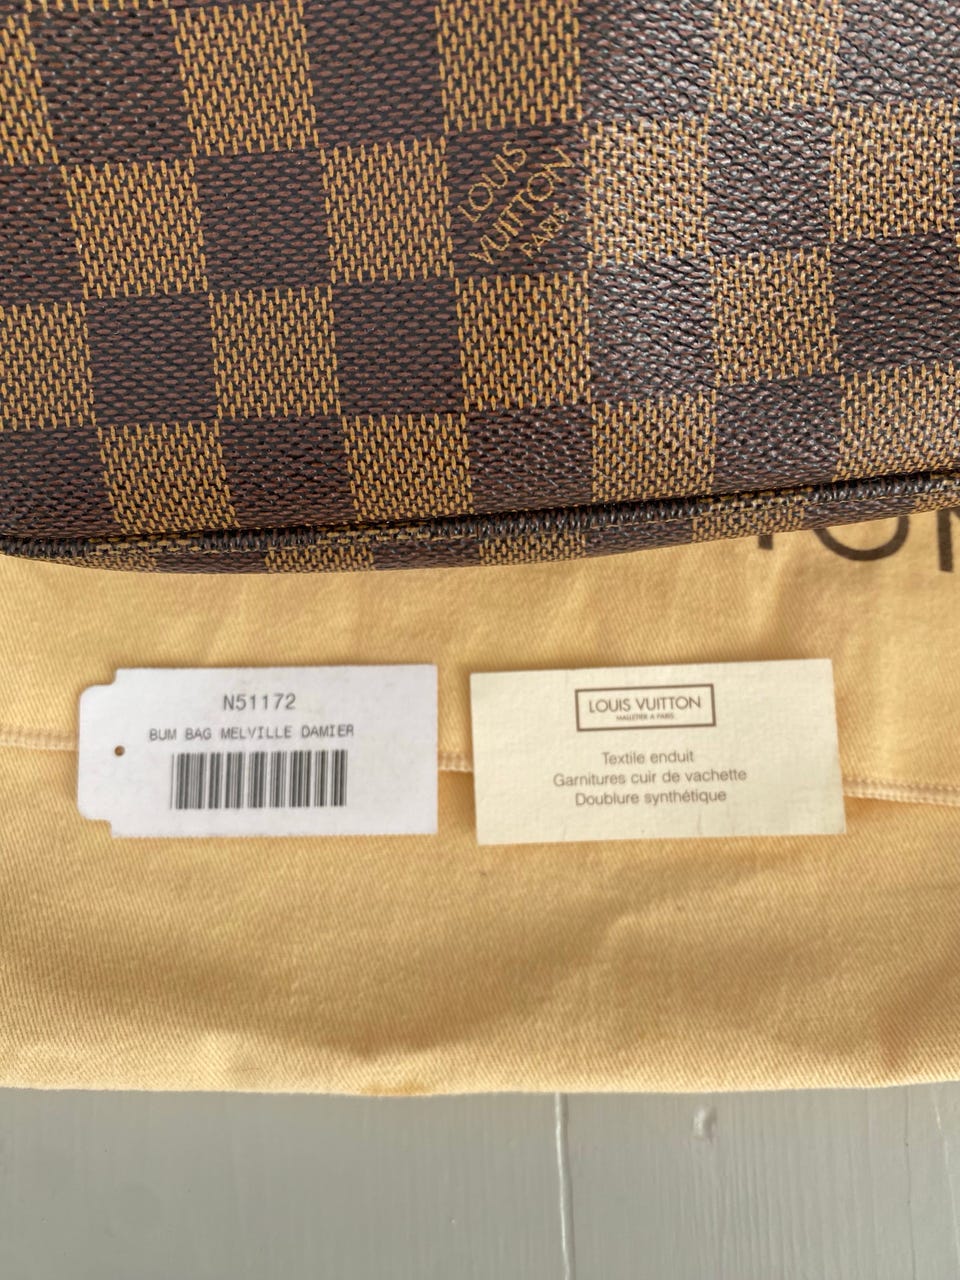 LOUIS
VUITTON
PARIS
N51172
BUM BAG MELVILLE DAMIER
LOUIS VUITTON
MALLETIER A PARIS
Textile enduit
Garnitures cuir de vachette
Doublure synthétique